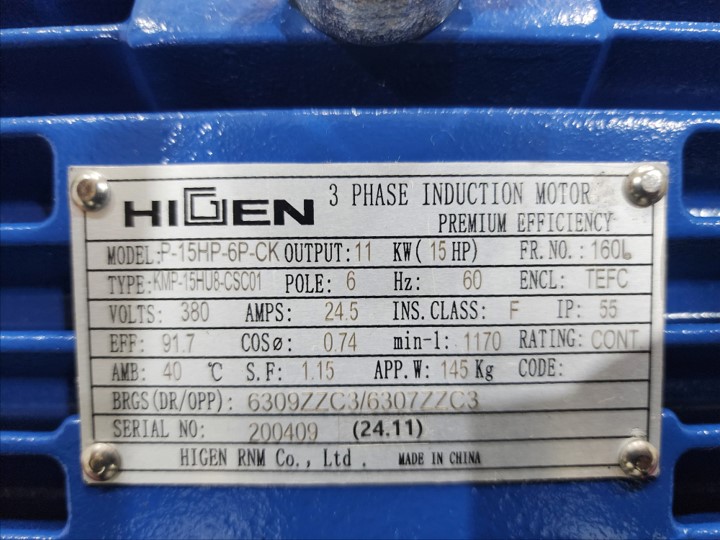 HIGEN 3 PHASE INDUCTION MOTOR
PREMIUM EFFICIENCY
MODEL: P-15HP-6P-CK OUTPUT: 11 KW( 15 HP) FR.NO.: 160L
TYPE: KMP-15HU8-CSC01 POLE: 6 Hz: 60 ENCL: TEFC
VOLTS: 380 AMPS: 24.5 INS.CLASS: F IP: 55
EFF: 91.7 COSø: 0.74 min-1: 1170 RATING: CONT
AMB: 40 ℃ S.F: 1.15 APP.W: 145 Kg CODE:
BRGS(DR/OPP): 6309ZZC3/6307ZZC3
SERIAL NO: 200409 (24.11)
HIGEN RNM Co., Ltd. MADE IN CHINA